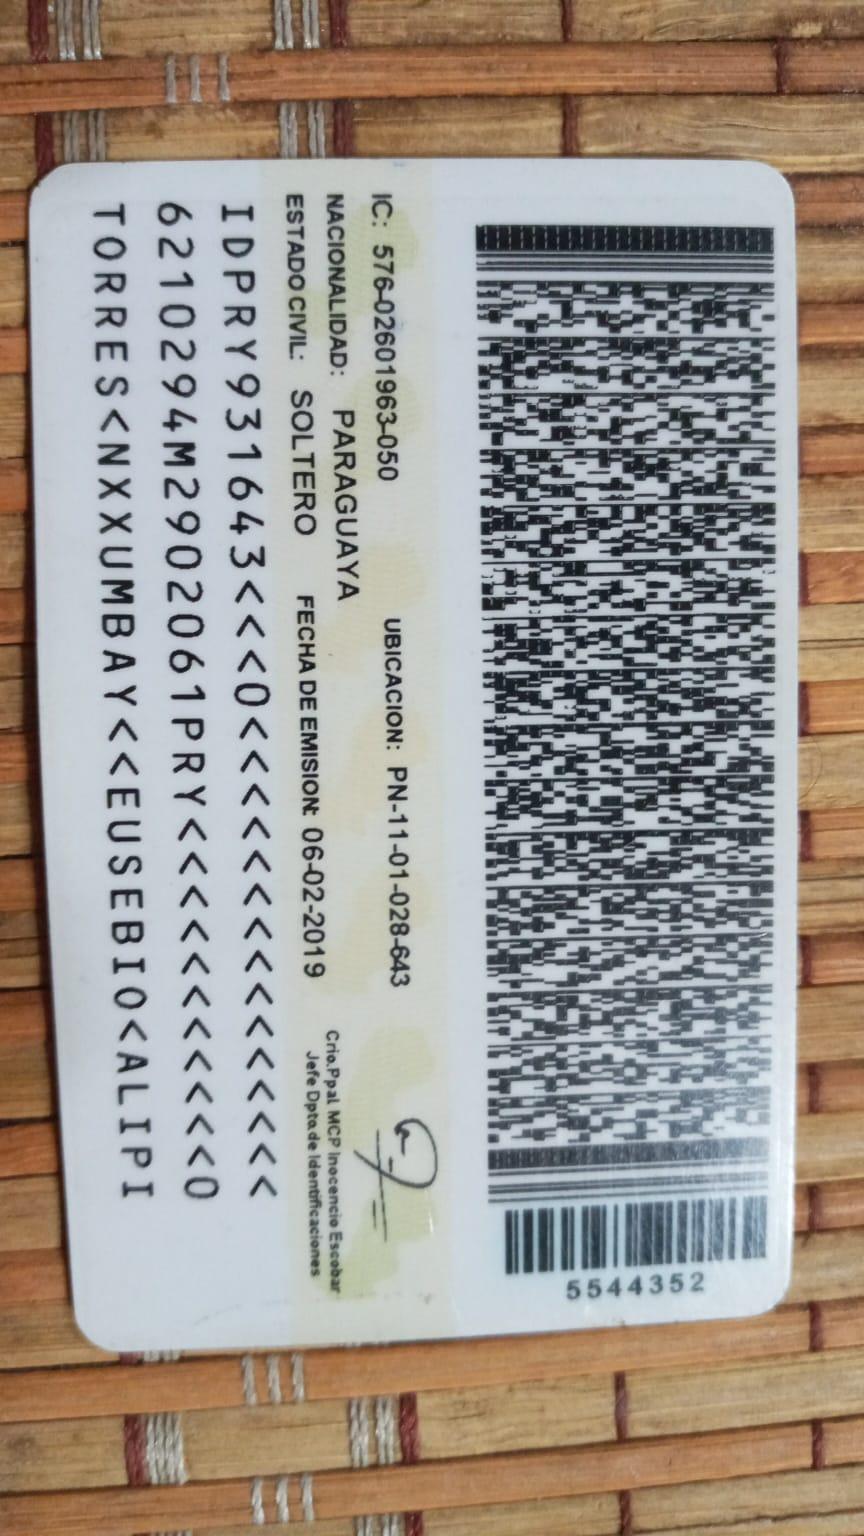 5544352
IC: 576-02601963-050 UBICACION: PN-11-01-028-643
NACIONALIDAD: PARAGUAYA
ESTADO CIVIL: SOLTERO FECHA DE EMISION: 06-02-2019
Crio.Ppal MCP Inocencio Escobar
Jefe Dpto de Identificaciones
IDPRY931643<<<0<<<<<<<<<<<<<<<
6210294M2902061PRY<<<<<<<<<<<0
TORRES<NXXUMBAY<<EUSEBIO<ALIPI